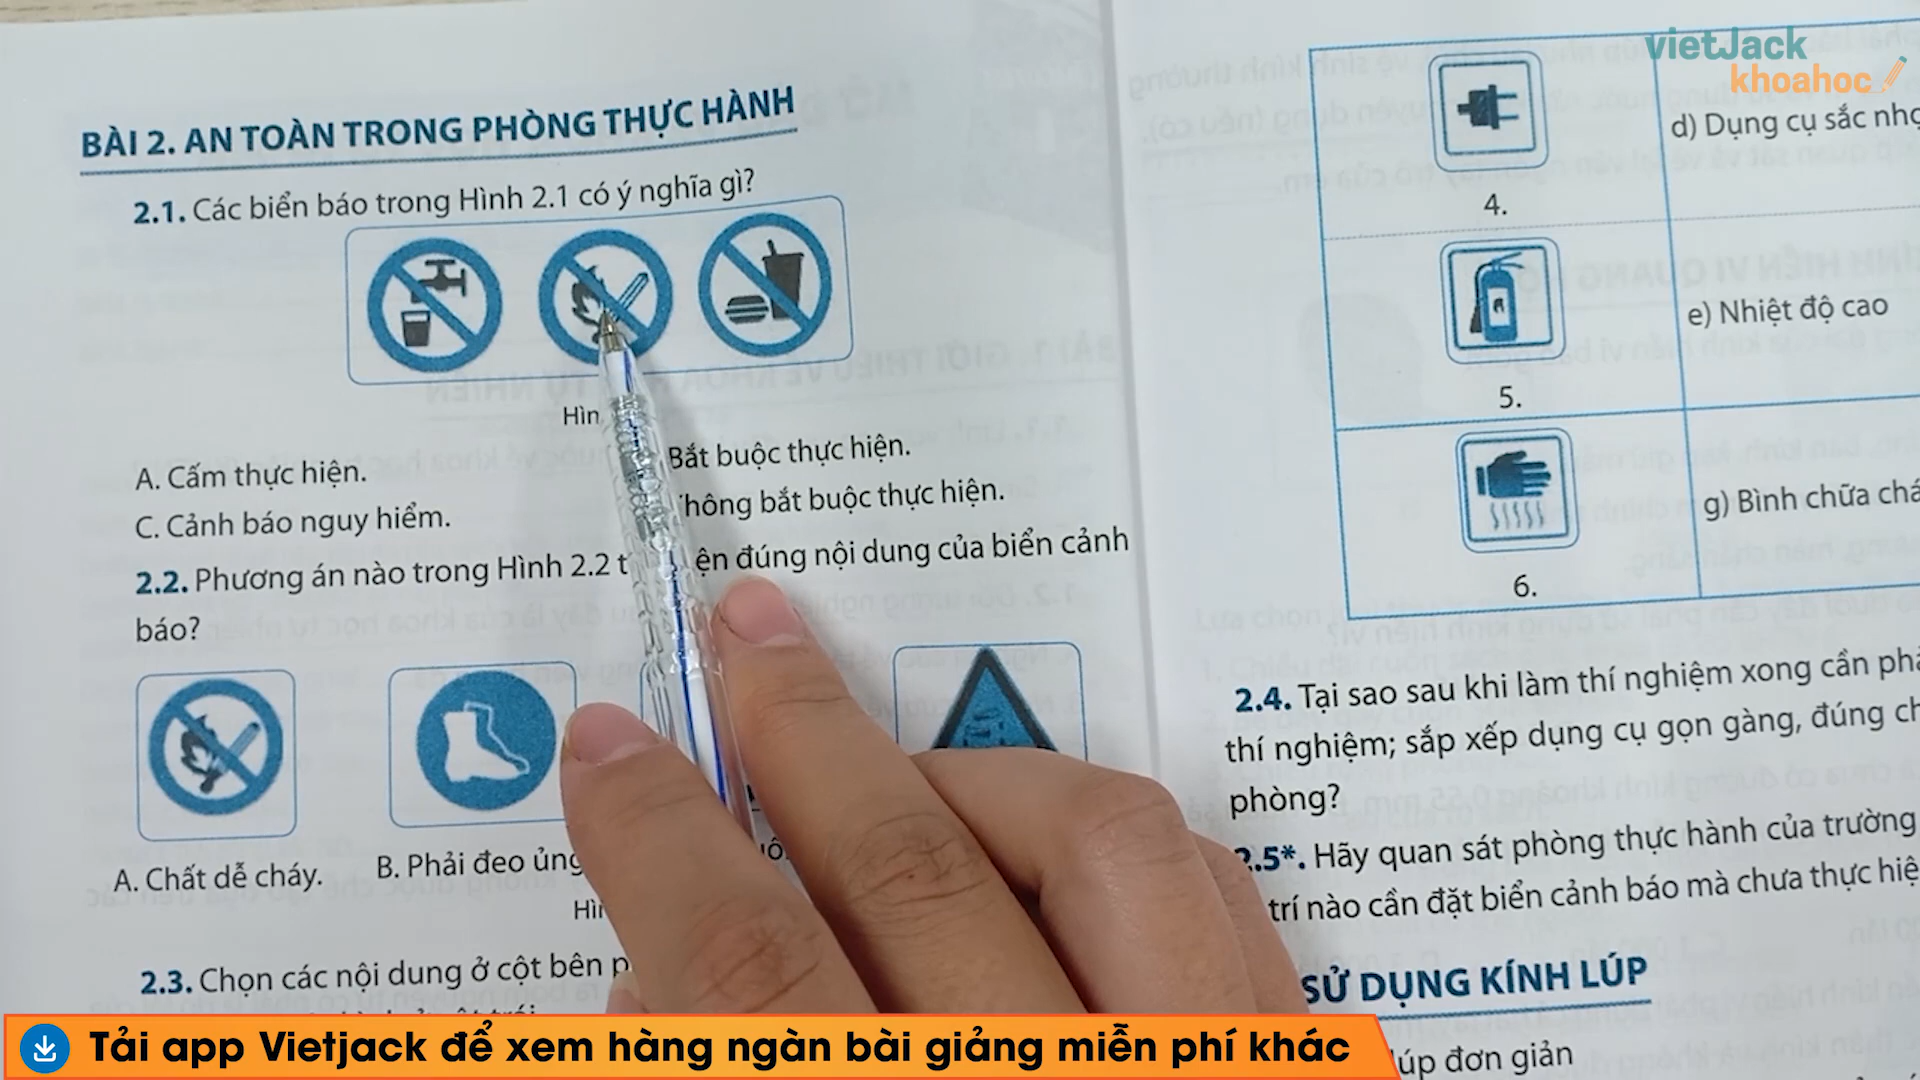 vietJack
khoahoc
BÀI 2. AN TOÀN TRONG PHÒNG THỰC HÀNH
2.1. Các biển báo trong Hình 2.1 có ý nghĩa gì?
A. Cấm thực hiện.
Bắt buộc thực hiện.
C. Cảnh báo nguy hiểm.
hông bắt buộc thực hiện.
2.2. Phương án nào trong Hình 2.2 t ện đúng nội dung của biển cảnh
báo?
A. Chất dễ cháy.
B. Phải đeo ủng
2.3. Chọn các nội dung ở cột bên p
4.
d) Dụng cụ sắc nhọ
5.
e) Nhiệt độ cao
6.
g) Bình chữa chá
2.4. Tại sao sau khi làm thí nghiệm xong cần phả
thí nghiệm; sắp xếp dụng cụ gọn gàng, đúng ch
phòng?
2.5*. Hãy quan sát phòng thực hành của trường
trí nào cần đặt biển cảnh báo mà chưa thực hiệ
SỬ DỤNG KÍNH LÚP
lúp đơn giản
Tải app Vietjack để xem hàng ngàn bài giảng miễn phí khác